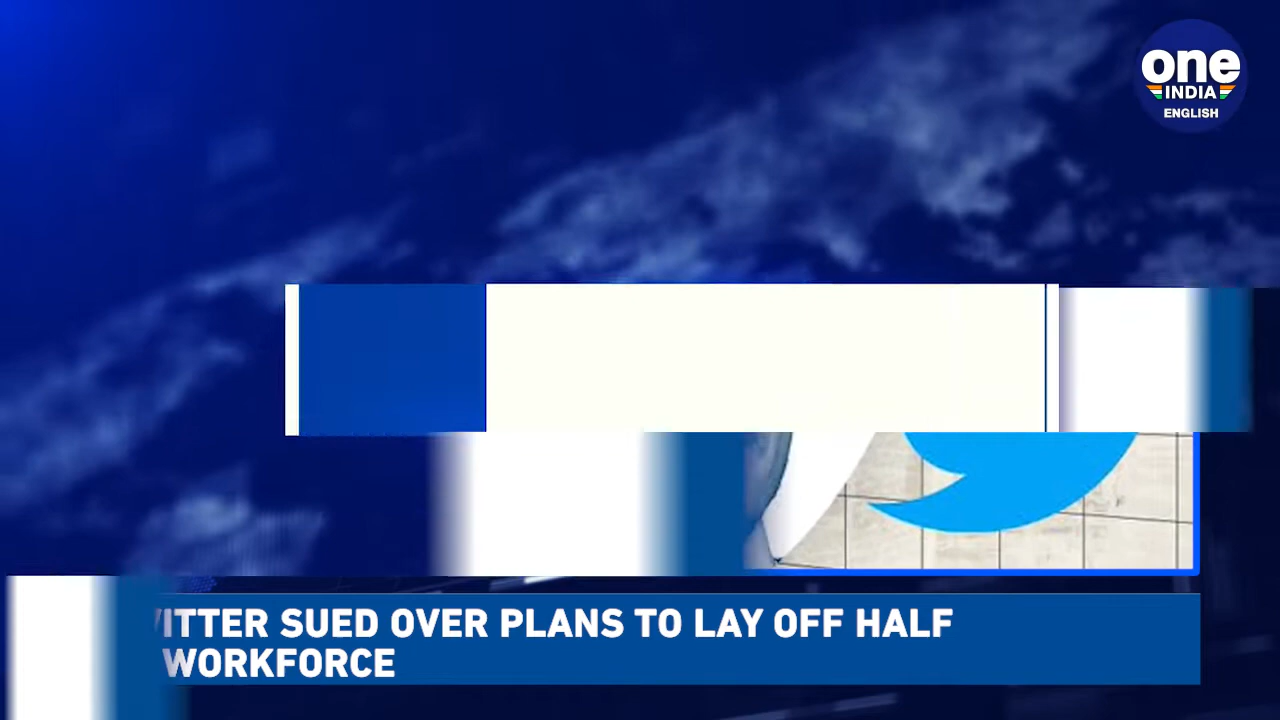 one
INDIA
ENGLISH
ITTER SUED OVER PLANS TO LAY OFF HALF
WORKFORCE